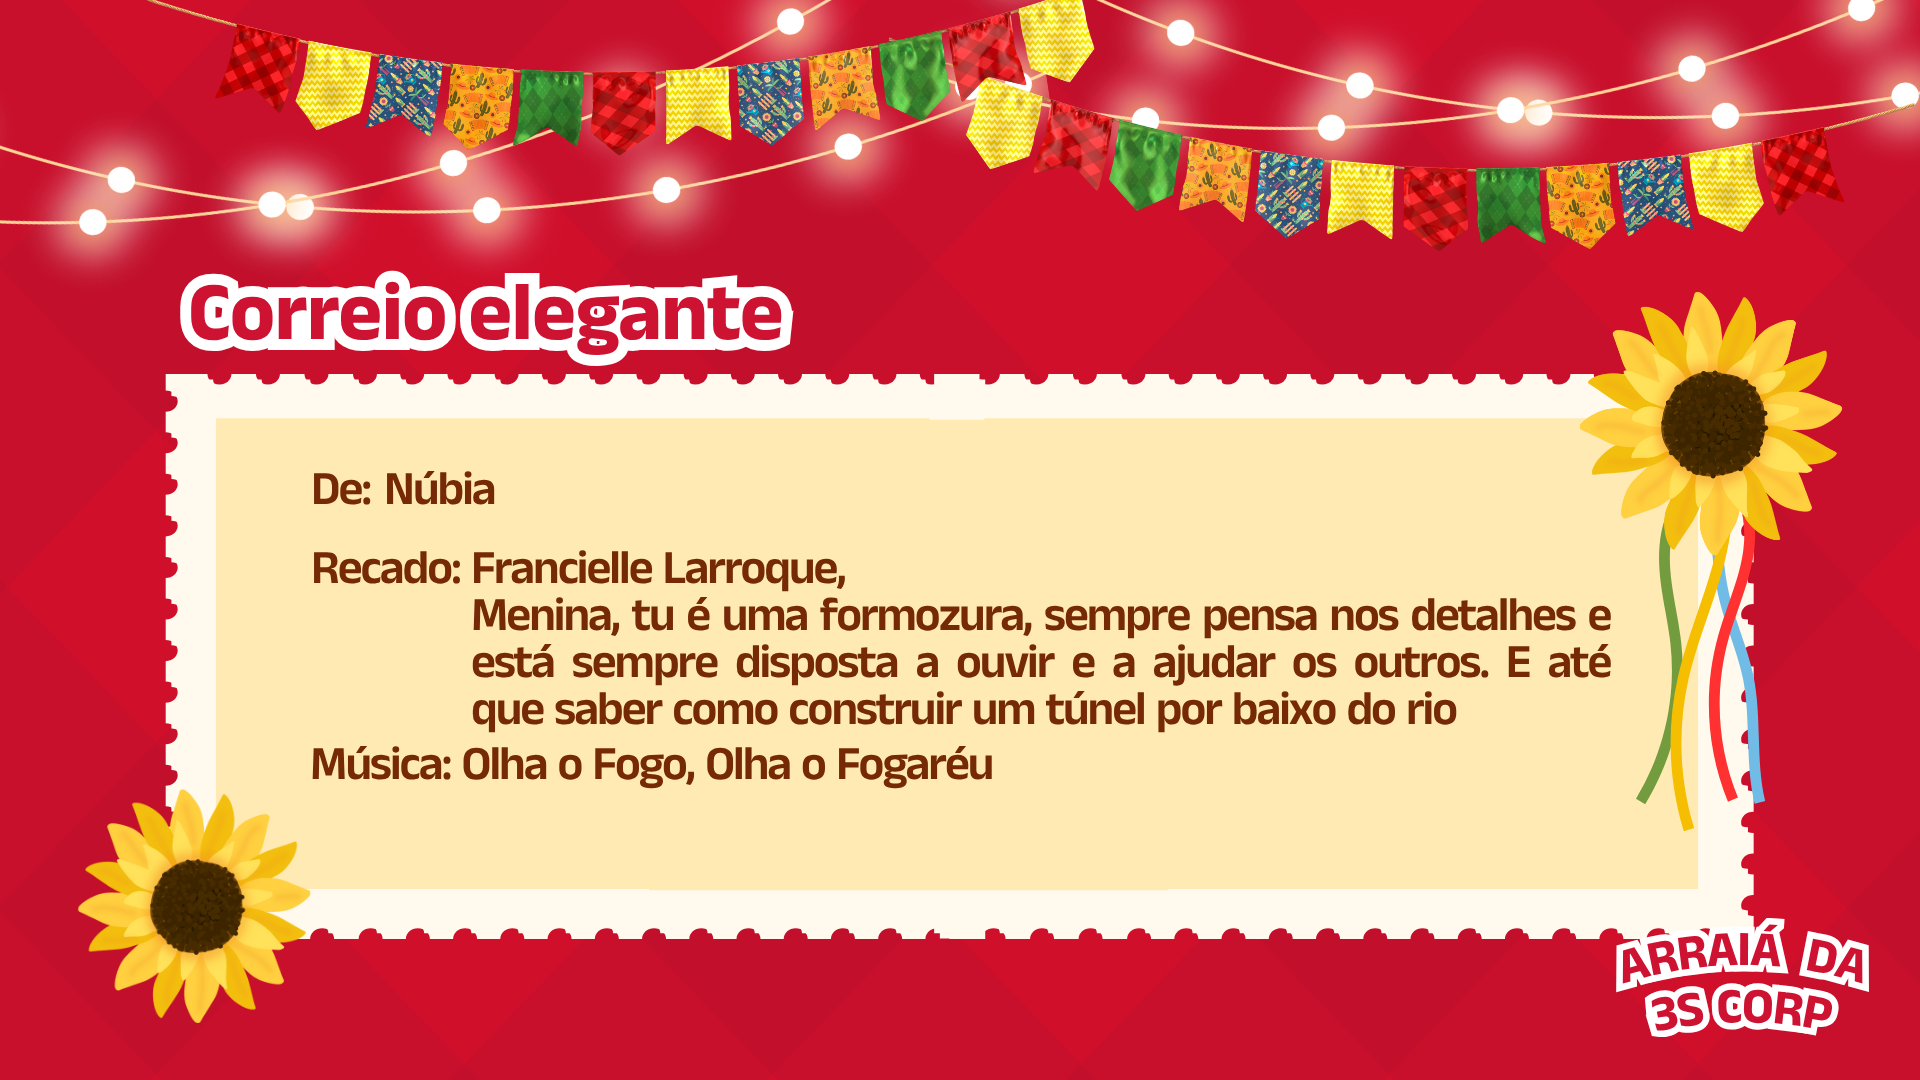 Correio elegante
De: Núbia
Recado: Francielle Larroque,
Menina, tu é uma formozura, sempre pensa nos detalhes e
está sempre disposta a ouvir e a ajudar os outros. E até
que saber como construir um túnel por baixo do rio
Música: Olha o Fogo, Olha o Fogaréu
ARRAIÁ DA
3S CORP